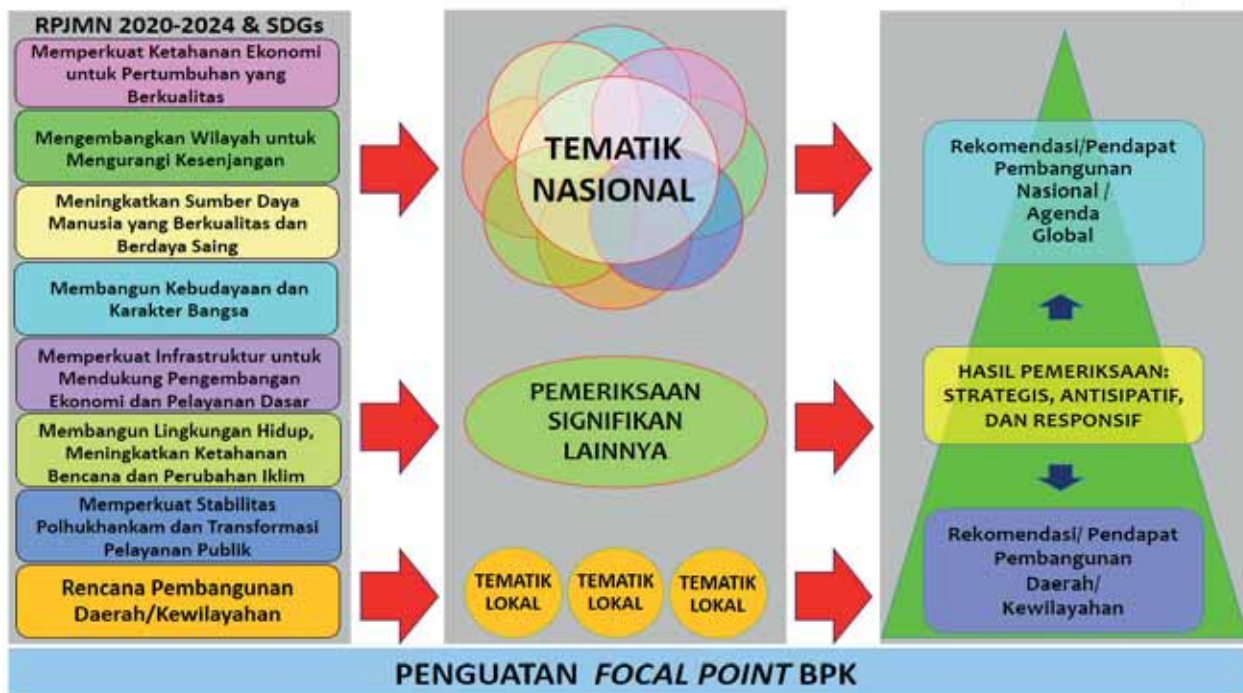 RPJMN 2020-2024 & SDGs
Memperkuat Ketahanan Ekonomi
untuk Pertumbuhan yang
Berkualitas
Mengembangkan Wilayah untuk
Mengurangi Kesenjangan
Meningkatkan Sumber Daya
Manusia yang Berkualitas dan
Berdaya Saing
Membangun Kebudayaan dan
Karakter Bangsa
Memperkuat Infrastruktur untuk
Mendukung Pengembangan
Ekonomi dan Pelayanan Dasar
Membangun Lingkungan Hidup,
Meningkatkan Ketahanan
Bencana dan Perubahan Iklim
Memperkuat Stabilitas
Polhukhankam dan Transformasi
Pelayanan Publik
Rencana Pembangunan
Daerah/Kewilayahan
TEMATIK
NASIONAL
PEMERIKSAAN
SIGNIFIKAN
LAINNYA
TEMATIK
LOKAL
TEMATIK
LOKAL
TEMATIK
LOKAL
Rekomendasi/Pendapat
Pembangunan
Nasional /
Agenda
Global
HASIL PEMERIKSAAN:
STRATEGIS, ANTISIPATIF,
DAN RESPONSIF
Rekomendasi/ Pendapat
Pembangunan
Daerah/
Kewilayahan
PENGUATAN FOCAL POINT BPK